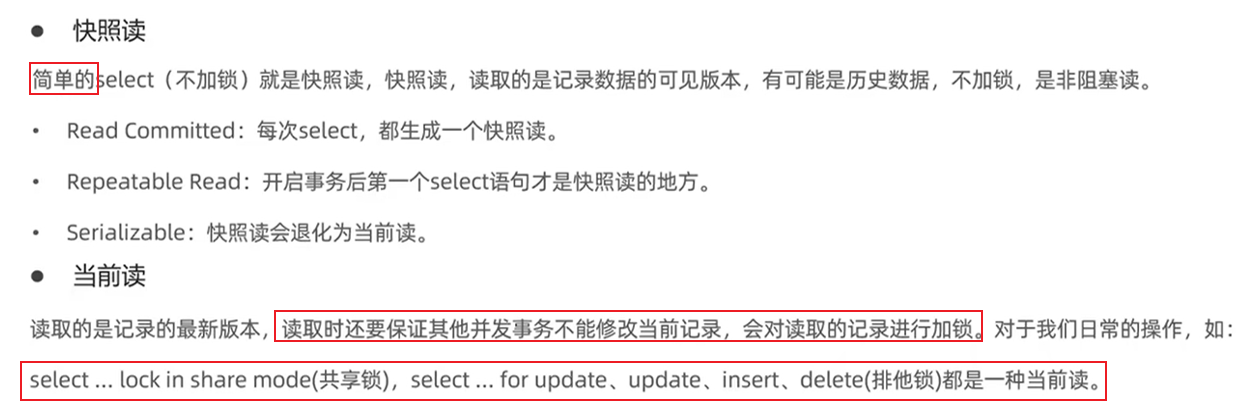 ● 快照读
简单的select（不加锁）就是快照读，快照读，读取的是记录数据的可见版本，有可能是历史数据，不加锁，是非阻塞读。
• Read Committed：每次select，都生成一个快照读。
• Repeatable Read：开启事务后第一个select语句才是快照读的地方。
• Serializable：快照读会退化为当前读。
● 当前读
读取的是记录的最新版本，读取时还要保证其他并发事务不能修改当前记录，会对读取的记录进行加锁。对于我们日常的操作，如：
select ... lock in share mode(共享锁)，select ... for update、update、insert、delete(排他锁)都是一种当前读。